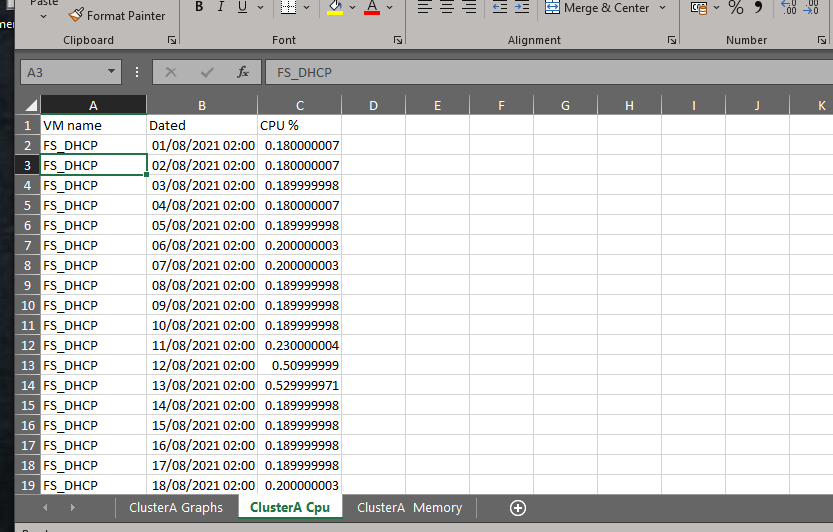 Paste
Format Painter
B I U A Merge & Center % 9 .00 .00
Clipboard Font Alignment Number
A3 fx FS_DHCP
A B C D E F G H I J K
1 VM name Dated CPU %
2 FS_DHCP 01/08/2021 02:00 0.180000007
3 FS_DHCP 02/08/2021 02:00 0.180000007
4 FS_DHCP 03/08/2021 02:00 0.189999998
5 FS_DHCP 04/08/2021 02:00 0.180000007
6 FS_DHCP 05/08/2021 02:00 0.189999998
7 FS_DHCP 06/08/2021 02:00 0.200000003
8 FS_DHCP 07/08/2021 02:00 0.200000003
9 FS_DHCP 08/08/2021 02:00 0.189999998
10 FS_DHCP 09/08/2021 02:00 0.189999998
11 FS_DHCP 10/08/2021 02:00 0.189999998
12 FS_DHCP 11/08/2021 02:00 0.230000004
13 FS_DHCP 12/08/2021 02:00 0.50999999
14 FS_DHCP 13/08/2021 02:00 0.529999971
15 FS_DHCP 14/08/2021 02:00 0.189999998
16 FS_DHCP 15/08/2021 02:00 0.189999998
17 FS_DHCP 16/08/2021 02:00 0.189999998
18 FS_DHCP 17/08/2021 02:00 0.189999998
19 FS_DHCP 18/08/2021 02:00 0.200000003
ClusterA Graphs ClusterA Cpu ClusterA Memory